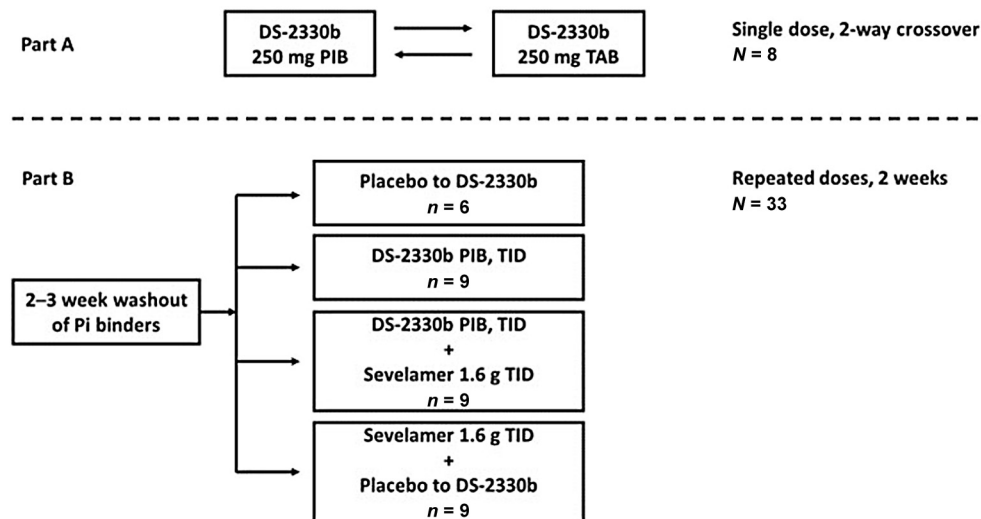 Part A
DS-2330b
250 mg PIB
DS-2330b
250 mg TAB
Single dose, 2-way crossover
N = 8
Part B
Repeated doses, 2 weeks
N = 33
2–3 week washout
of Pi binders
Placebo to DS-2330b
n = 6
DS-2330b PIB, TID
n = 9
DS-2330b PIB, TID
+
Sevelamer 1.6 g TID
n = 9
Sevelamer 1.6 g TID
+
Placebo to DS-2330b
n = 9